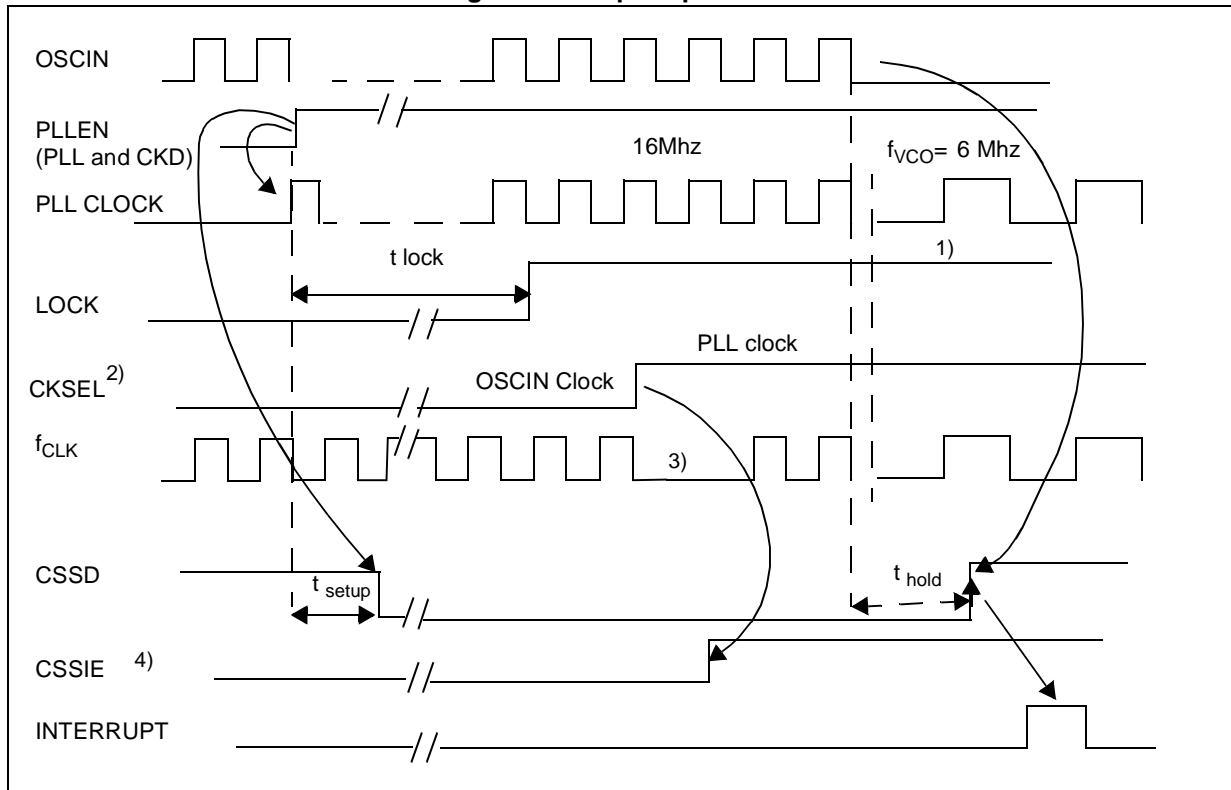 OSCIN
PLLEN
(PLL and CKD)
16Mhz
fVCO= 6 Mhz
PLL CLOCK
t lock
1)
LOCK
PLL clock
CKSEL2)
OSCIN Clock
fCLK
3)
CSSD
t setup
t hold
CSSIE 4)
INTERRUPT